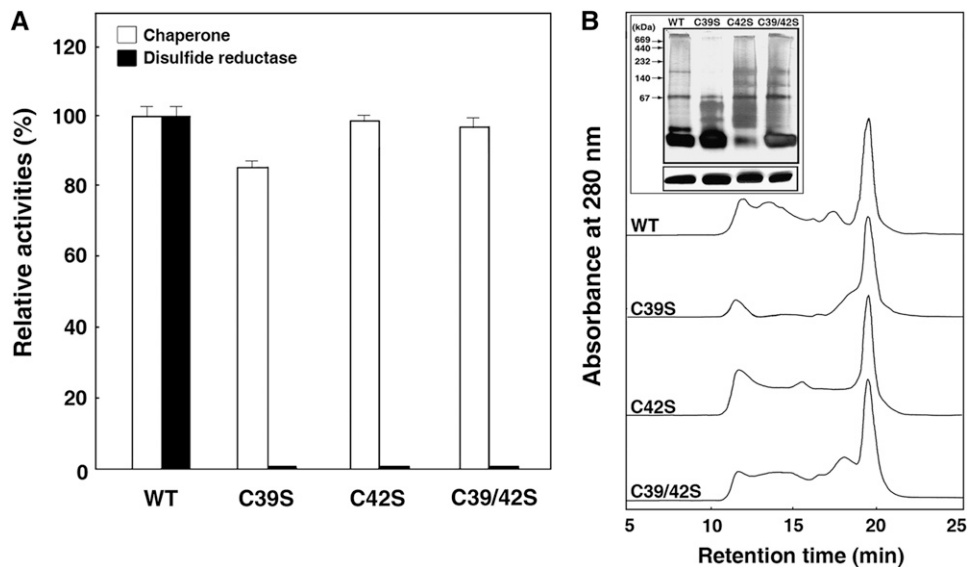 A
Relative activities (%)
120
100
80
60
40
20
0
Chaperone
Disulfide reductase
WT C39S C42S C39/42S
B
Absorbance at 280 nm
(kDa) WT C39S C42S C39/42S
669
440
232
140
67
WT
C39S
C42S
C39/42S
5 10 15 20 25
Retention time (min)